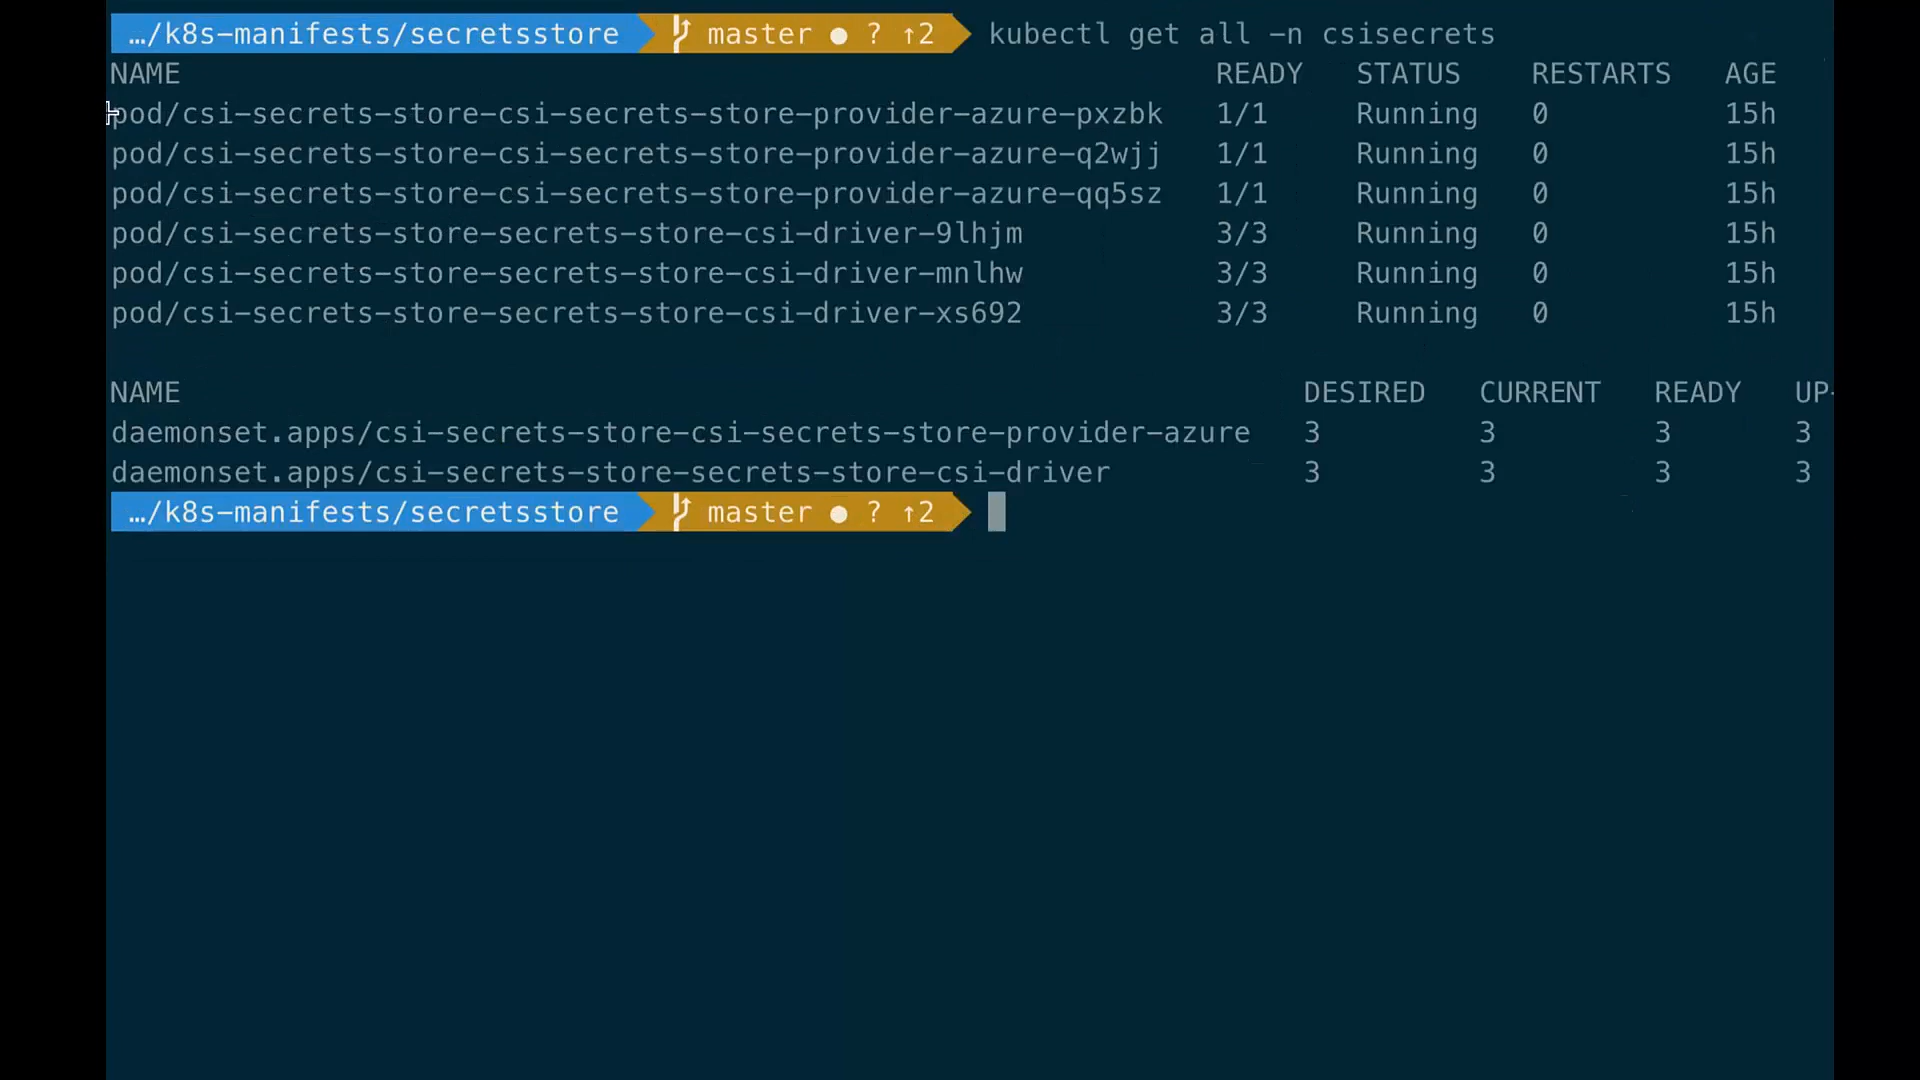 …/k8s-manifests/secretsstore master ● ? ↑2 kubectl get all -n csisecrets
NAME READY STATUS RESTARTS AGE
pod/csi-secrets-store-csi-secrets-store-provider-azure-pxzbk 1/1 Running 0 15h
pod/csi-secrets-store-csi-secrets-store-provider-azure-q2wjj 1/1 Running 0 15h
pod/csi-secrets-store-csi-secrets-store-provider-azure-qq5sz 1/1 Running 0 15h
pod/csi-secrets-store-secrets-store-csi-driver-9lhjm 3/3 Running 0 15h
pod/csi-secrets-store-secrets-store-csi-driver-mnlhw 3/3 Running 0 15h
pod/csi-secrets-store-secrets-store-csi-driver-xs692 3/3 Running 0 15h
NAME DESIRED CURRENT READY UP-
daemonset.apps/csi-secrets-store-csi-secrets-store-provider-azure 3 3 3 3
daemonset.apps/csi-secrets-store-secrets-store-csi-driver 3 3 3 3
…/k8s-manifests/secretsstore master ● ? ↑2